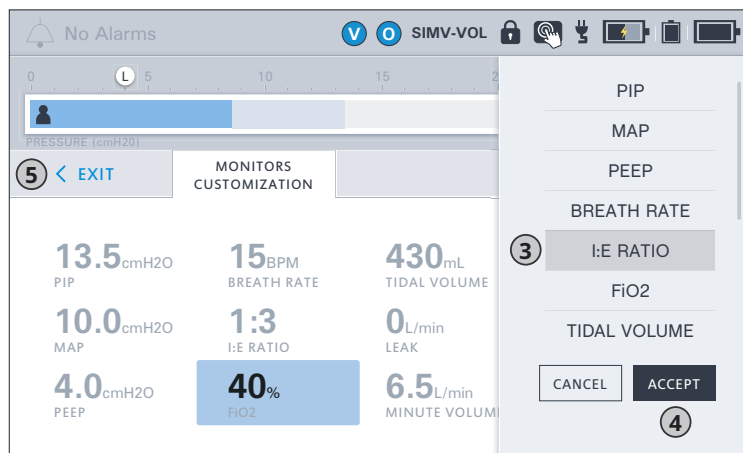 No Alarms
V O SIMV-VOL
0 L 5 10 15 2
PRESSURE (cmH20)
5 < EXIT
MONITORS
CUSTOMIZATION
13.5cmH2O 15BPM 430mL
PIP BREATH RATE TIDAL VOLUME
10.0cmH2O 1:3 0L/min
MAP I:E RATIO LEAK
4.0cmH2O 40% 6.5L/min
PEEP FiO2 MINUTE VOLUM
PIP
MAP
PEEP
BREATH RATE
3 I:E RATIO
FiO2
TIDAL VOLUME
CANCEL ACCEPT
4